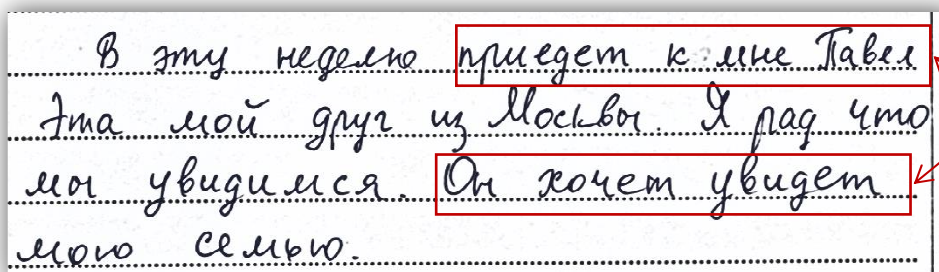 В эту неделю приедет к мне Павел
Эта мой друг из Москвы. Я рад что
мы увидимся. Он хочет увидет
мою семью.